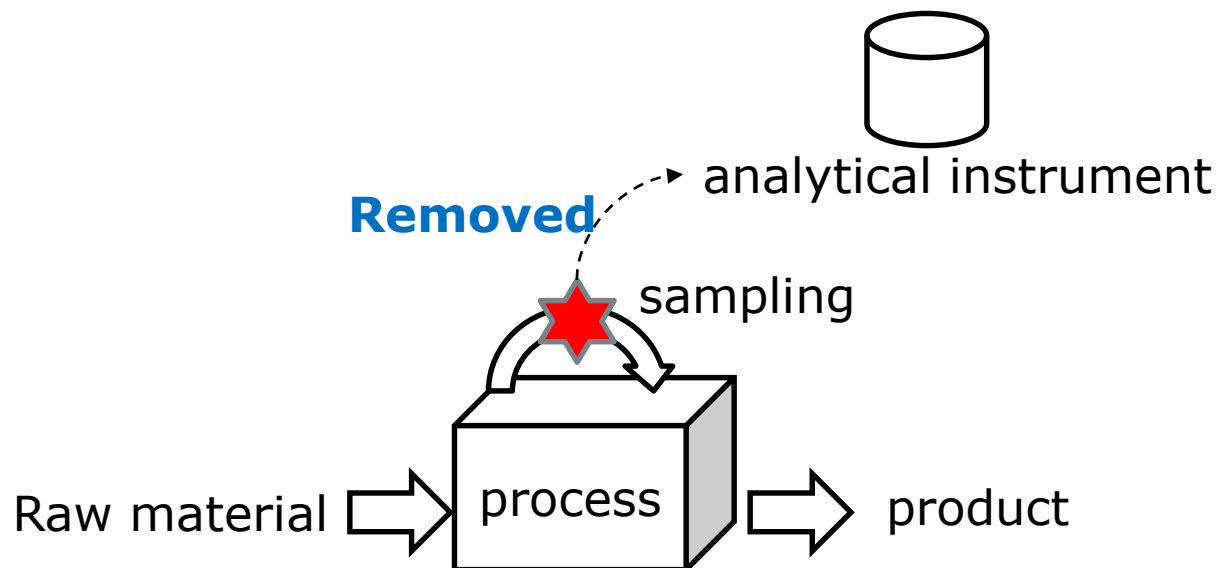 analytical instrument
Removed
sampling
process
Raw material
product